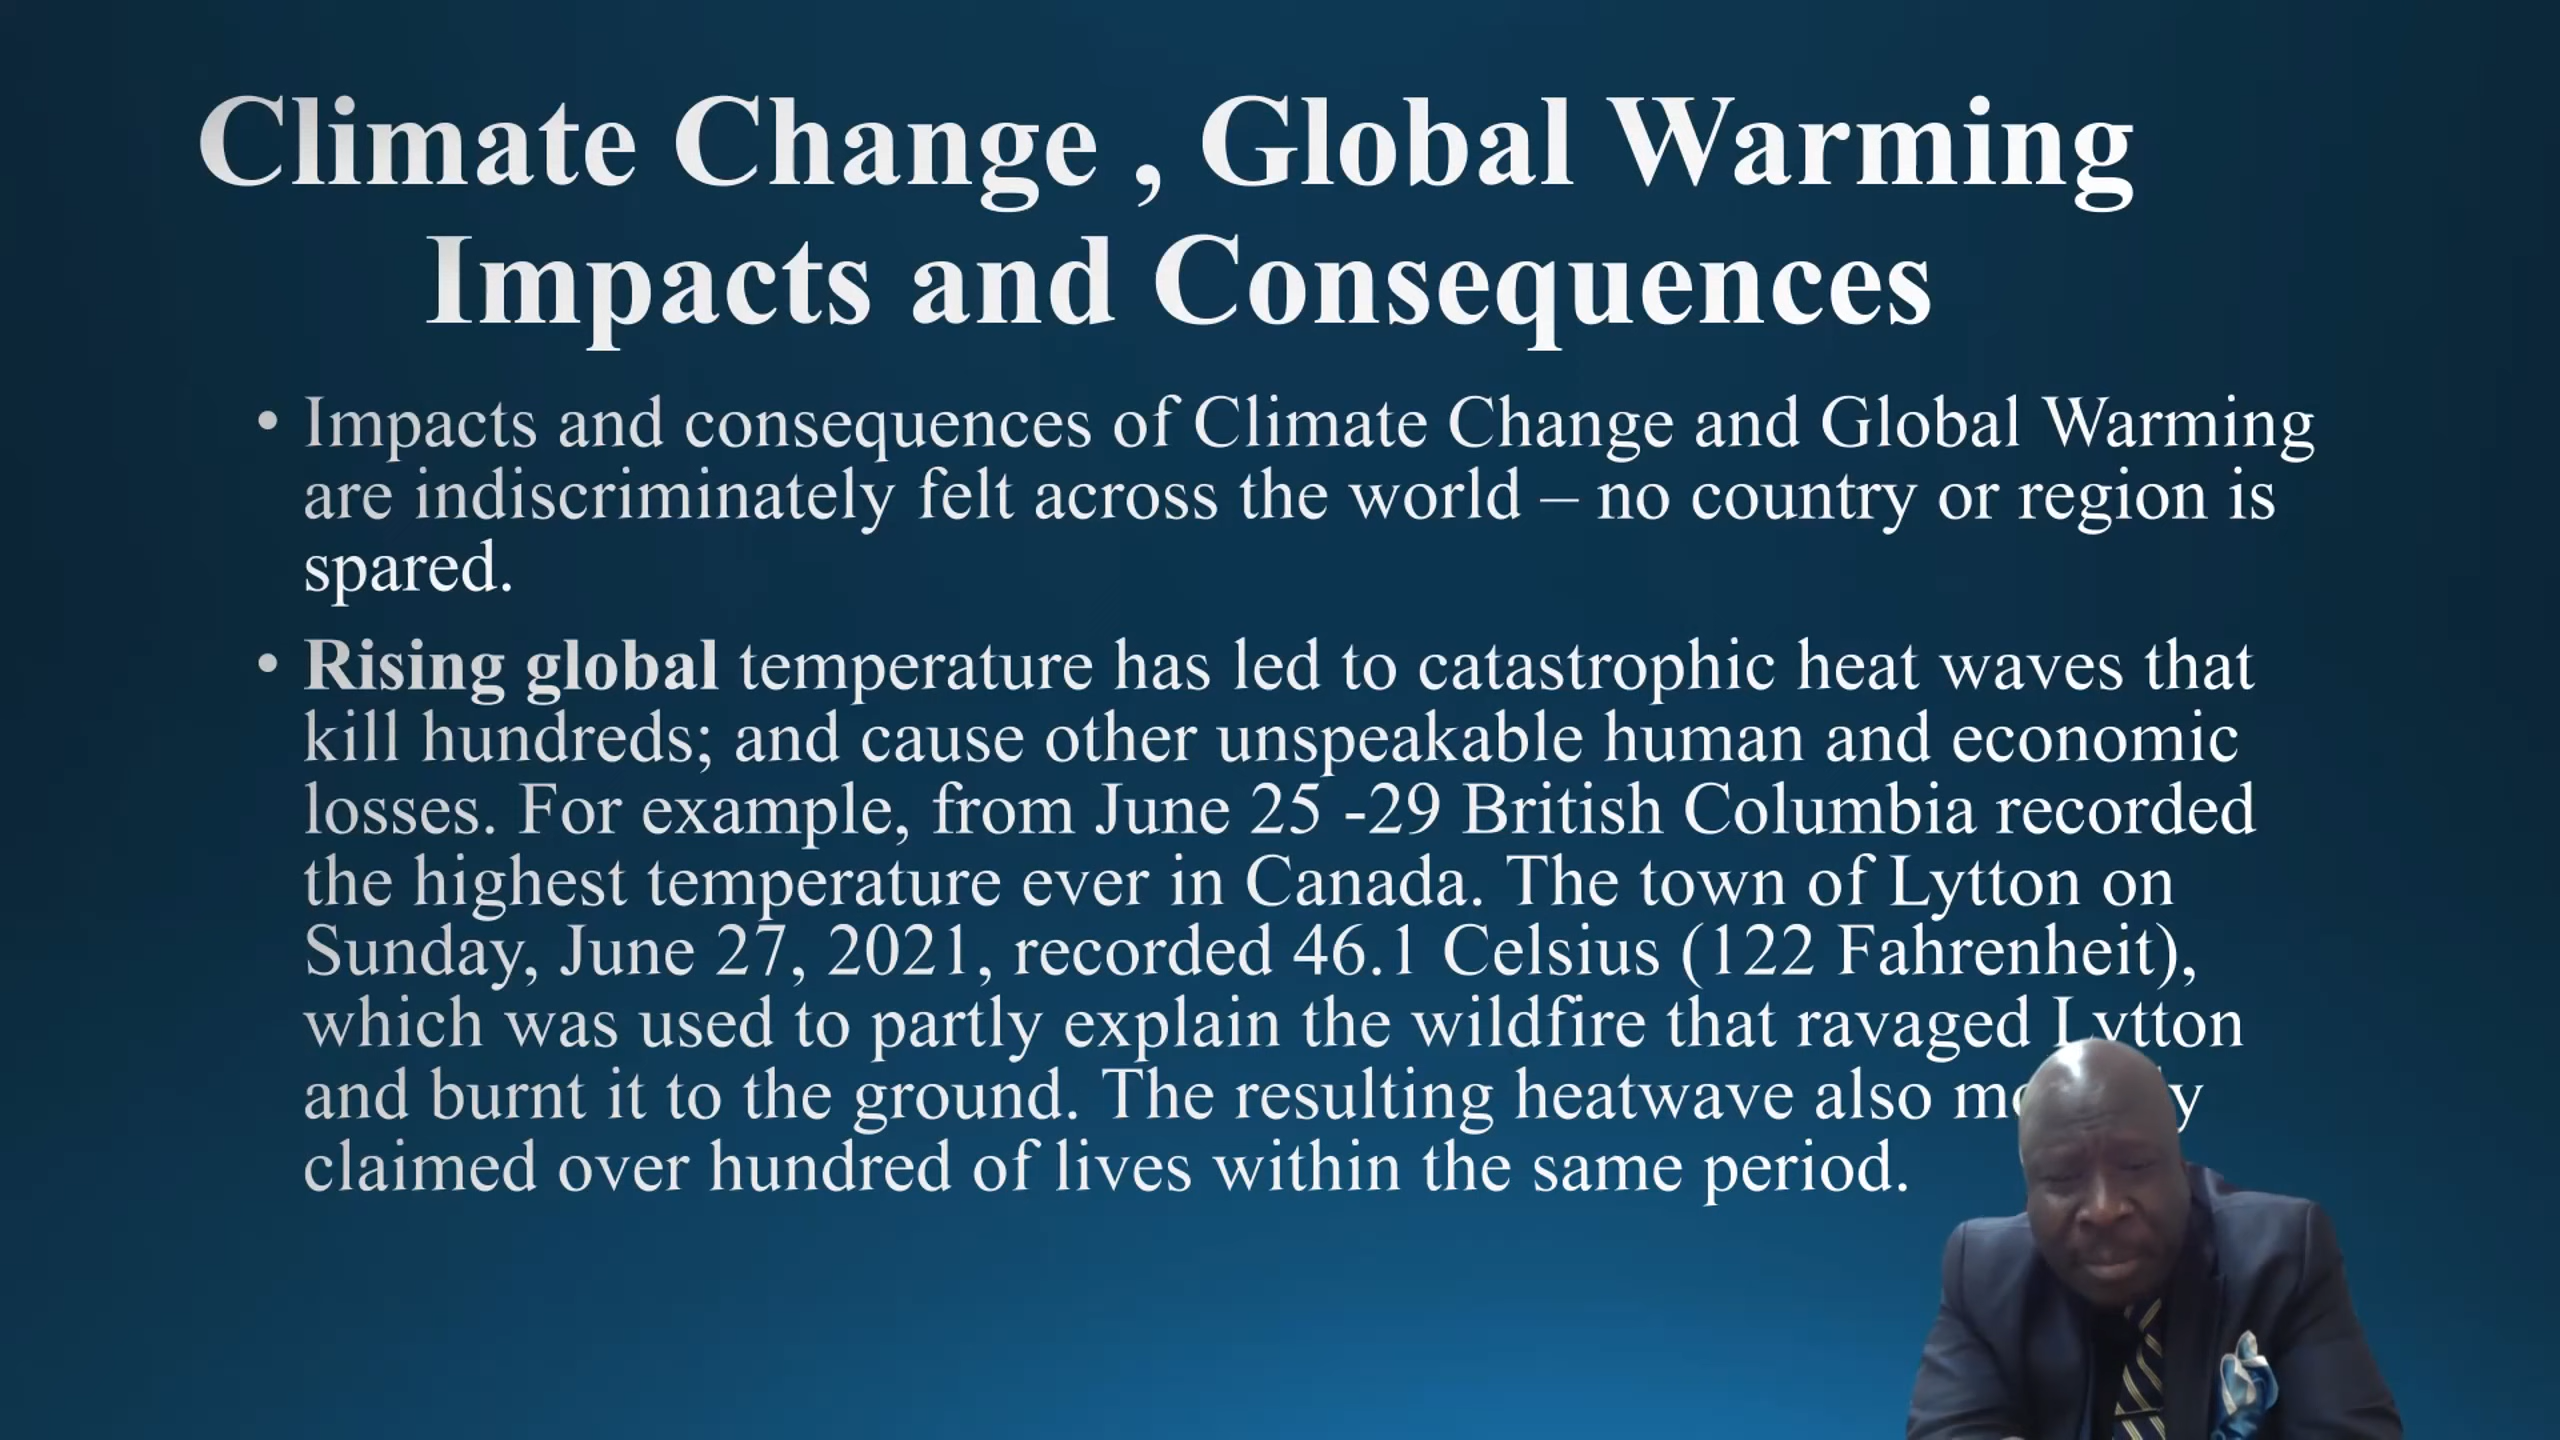 Climate Change , Global Warming
Impacts and Consequences
• Impacts and consequences of Climate Change and Global Warming
are indiscriminately felt across the world – no country or region is
spared.
• Rising global temperature has led to catastrophic heat waves that
kill hundreds; and cause other unspeakable human and economic
losses. For example, from June 25 -29 British Columbia recorded
the highest temperature ever in Canada. The town of Lytton on
Sunday, June 27, 2021, recorded 46.1 Celsius (122 Fahrenheit),
which was used to partly explain the wildfire that ravaged Lytton
and burnt it to the ground. The resulting heatwave also
claimed over hundred of lives within the same period.